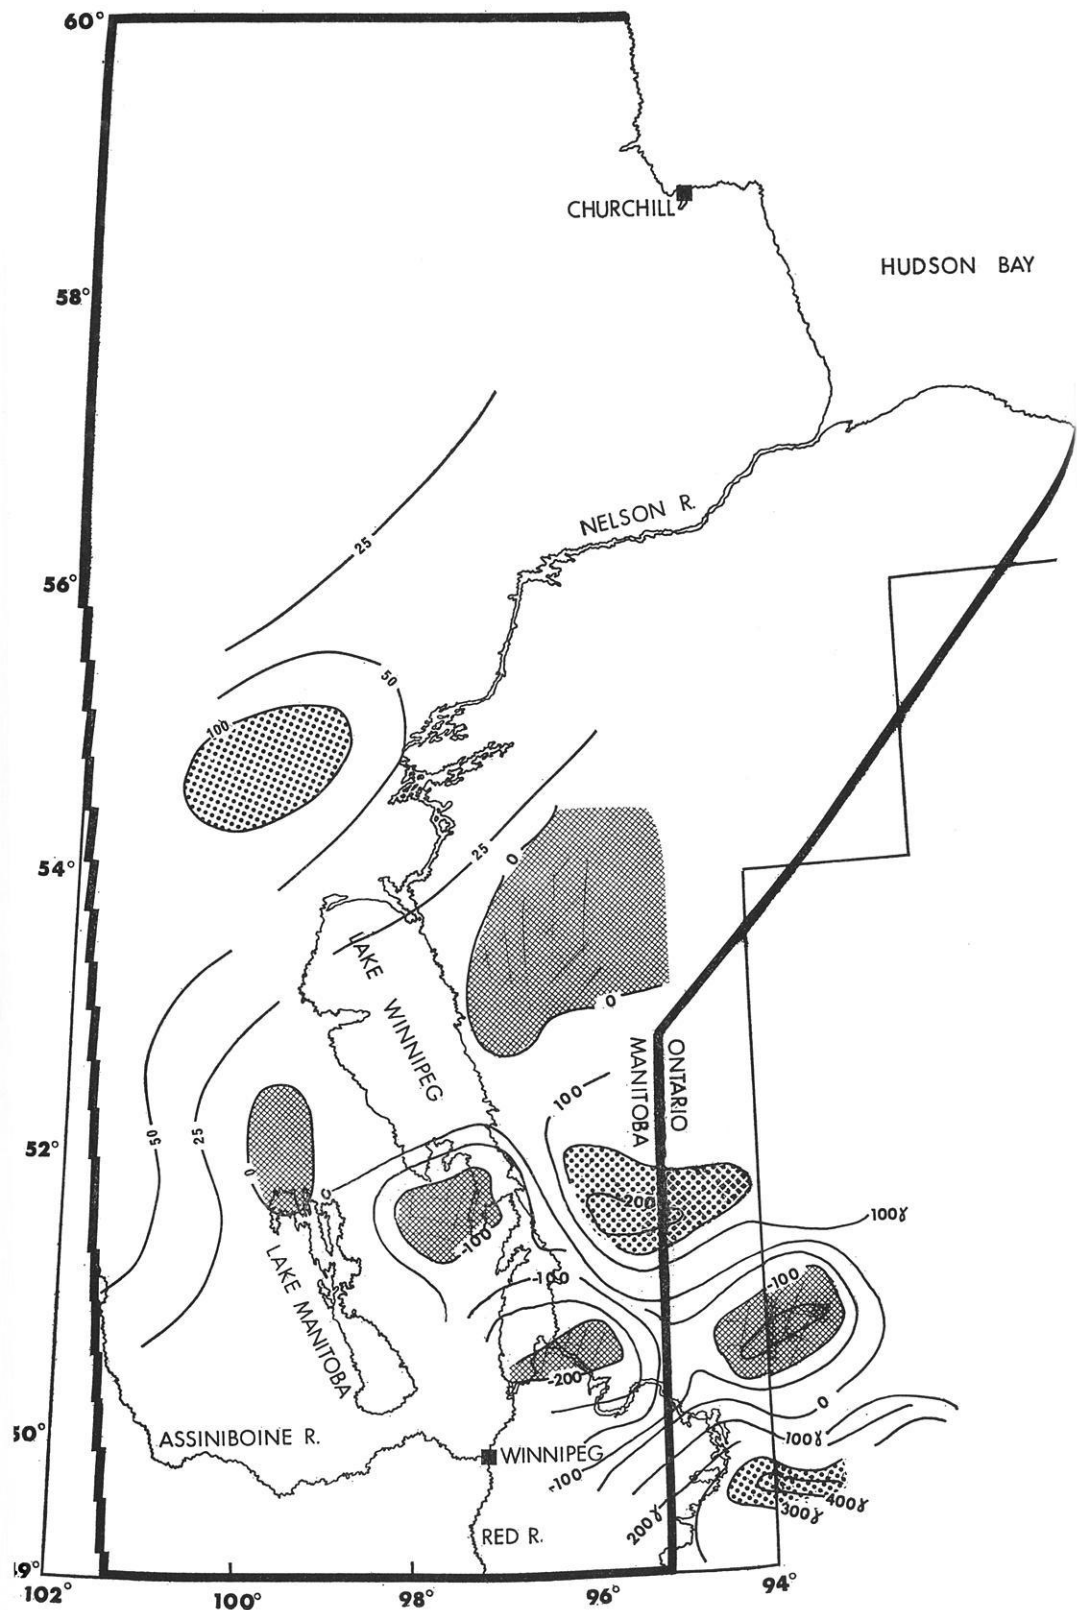 60°
CHURCHILL
HUDSON BAY
58°
NELSON R.
25
56°
50
100
25
0
54°
LAKE WINNIPEG
0
MANITOBA
ONTARIO
100
52°
50
25
0
200
100γ
-100
-100
-100
LAKE MANITOBA
-200
0
50°
ASSINIBOINE R.
WINNIPEG
100γ
-100
400γ
300γ
200γ
RED R.
49°
102°
100°
98°
96°
94°